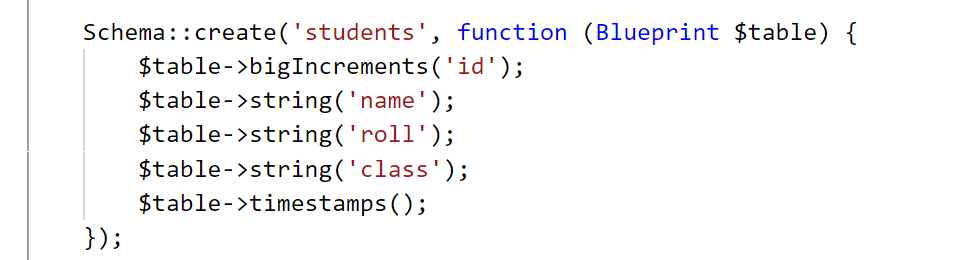 Schema::create('students', function (Blueprint $table) {
    $table->bigIncrements('id');
    $table->string('name');
    $table->string('roll');
    $table->string('class');
    $table->timestamps();
});